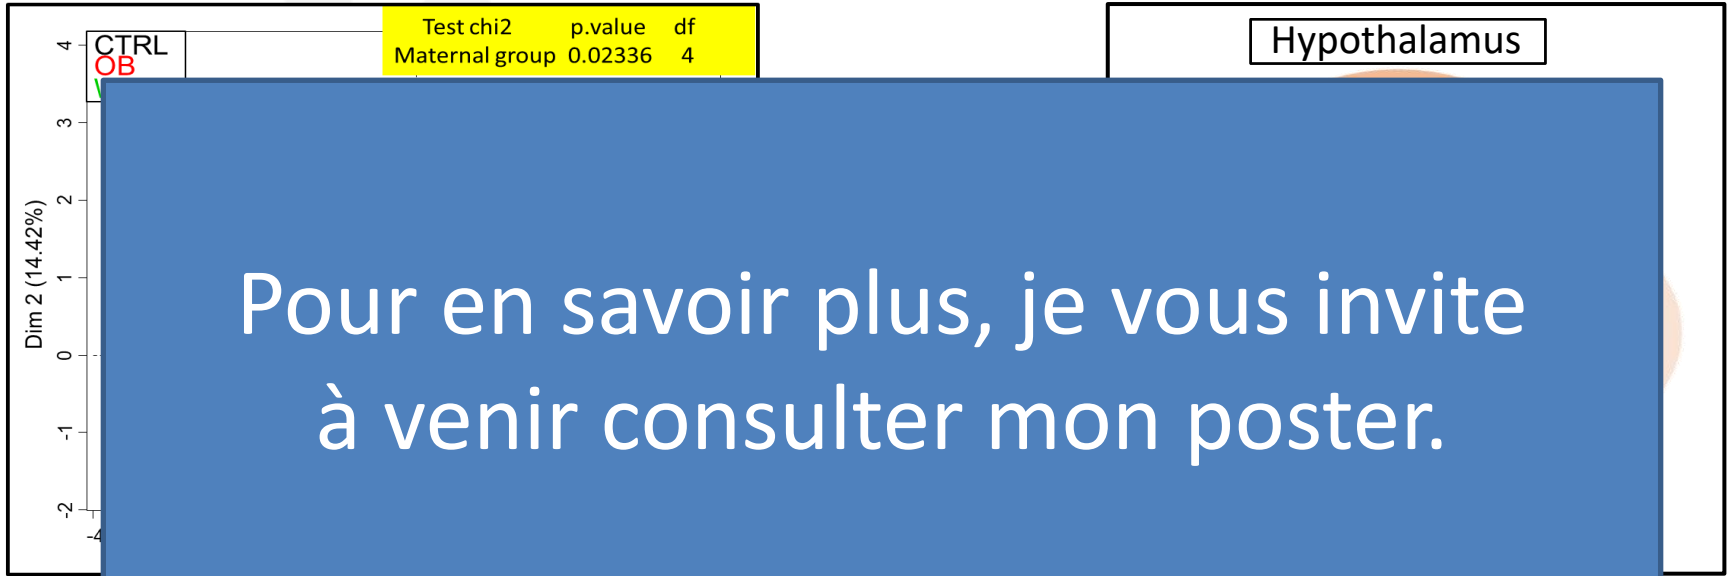 Test chi2 p.value df
Maternal group 0.02336 4
CTRL
OB
4
3
2
1
0
-1
-2
-4
Dim 2 (14.42%)
Hypothalamus
Pour en savoir plus, je vous invite
à venir consulter mon poster.